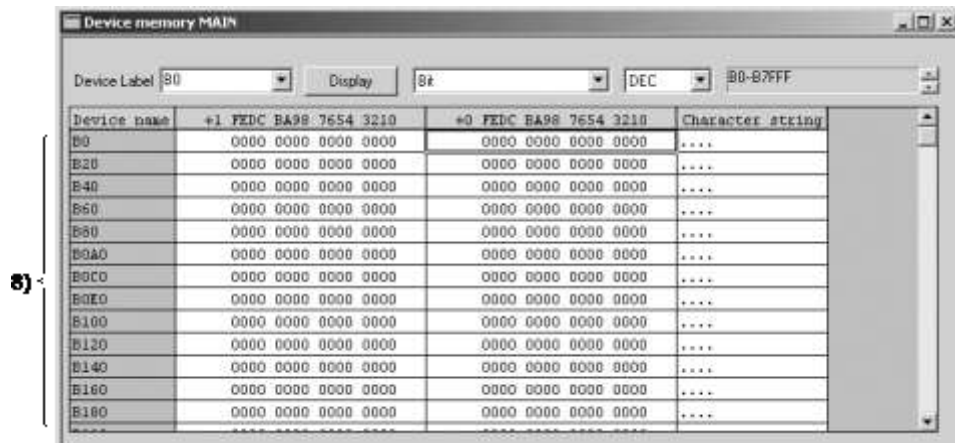 Device memory MAIN
Device Label B0 Display Bit DEC B0-B7FFF
Device name +1 FEDC BA98 7654 3210 +0 FEDC BA98 7654 3210 Character string
B0 0000 0000 0000 0000 0000 0000 0000 0000 ....
B20 0000 0000 0000 0000 0000 0000 0000 0000 ....
B40 0000 0000 0000 0000 0000 0000 0000 0000 ....
B60 0000 0000 0000 0000 0000 0000 0000 0000 ....
B80 0000 0000 0000 0000 0000 0000 0000 0000 ....
B0A0 0000 0000 0000 0000 0000 0000 0000 0000 ....
8) B0C0 0000 0000 0000 0000 0000 0000 0000 0000 ....
B0E0 0000 0000 0000 0000 0000 0000 0000 0000 ....
B100 0000 0000 0000 0000 0000 0000 0000 0000 ....
B120 0000 0000 0000 0000 0000 0000 0000 0000 ....
B140 0000 0000 0000 0000 0000 0000 0000 0000 ....
B160 0000 0000 0000 0000 0000 0000 0000 0000 ....
B180 0000 0000 0000 0000 0000 0000 0000 0000 ....